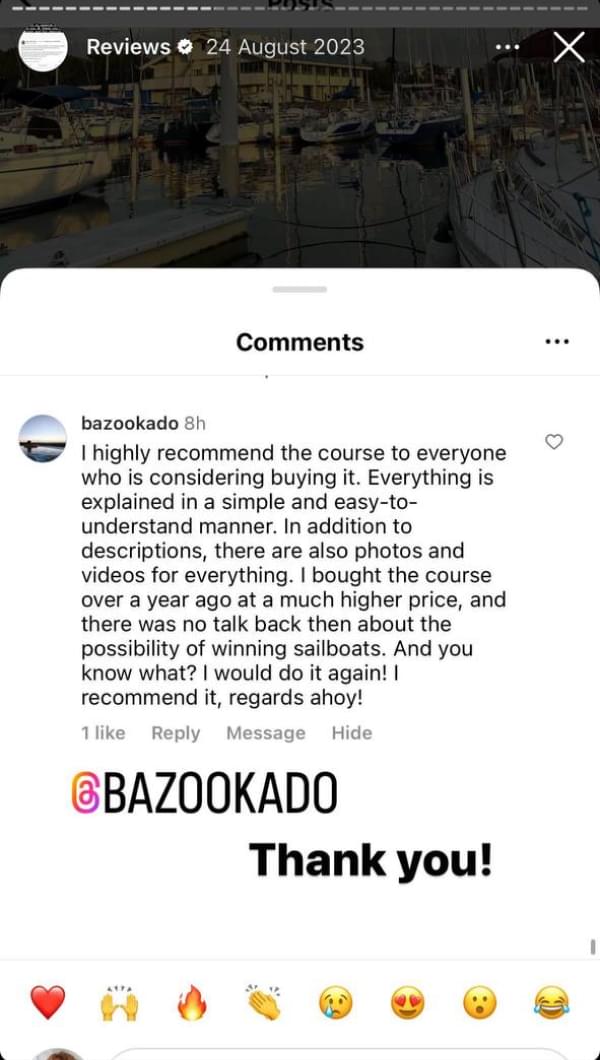 Posts
Reviews 24 August 2023
Comments
bazookado 8h
I highly recommend the course to everyone
who is considering buying it. Everything is
explained in a simple and easy-to-
understand manner. In addition to
descriptions, there are also photos and
videos for everything. I bought the course
over a year ago at a much higher price, and
there was no talk back then about the
possibility of winning sailboats. And you
know what? I would do it again! I
recommend it, regards ahoy!
1 like Reply Message Hide
@BAZOOKADO
Thank you!